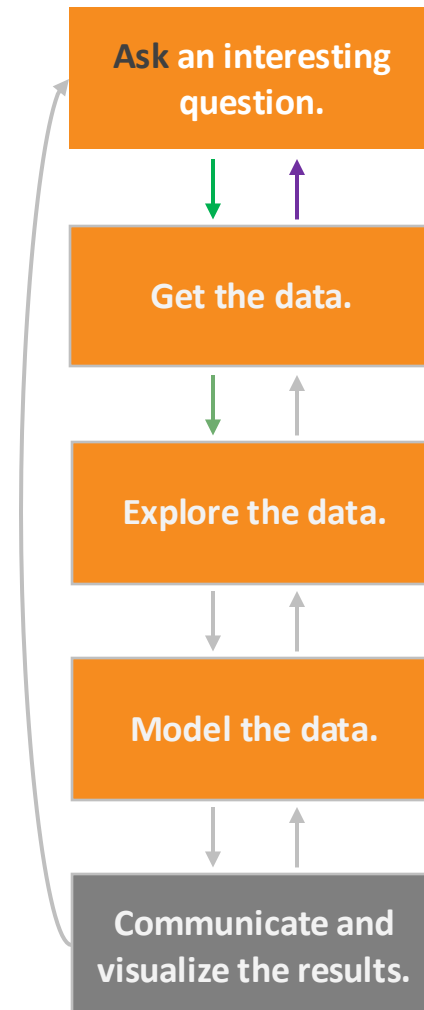 Ask an interesting
question.
Get the data.
Explore the data.
Model the data.
Communicate and
visualize the results.